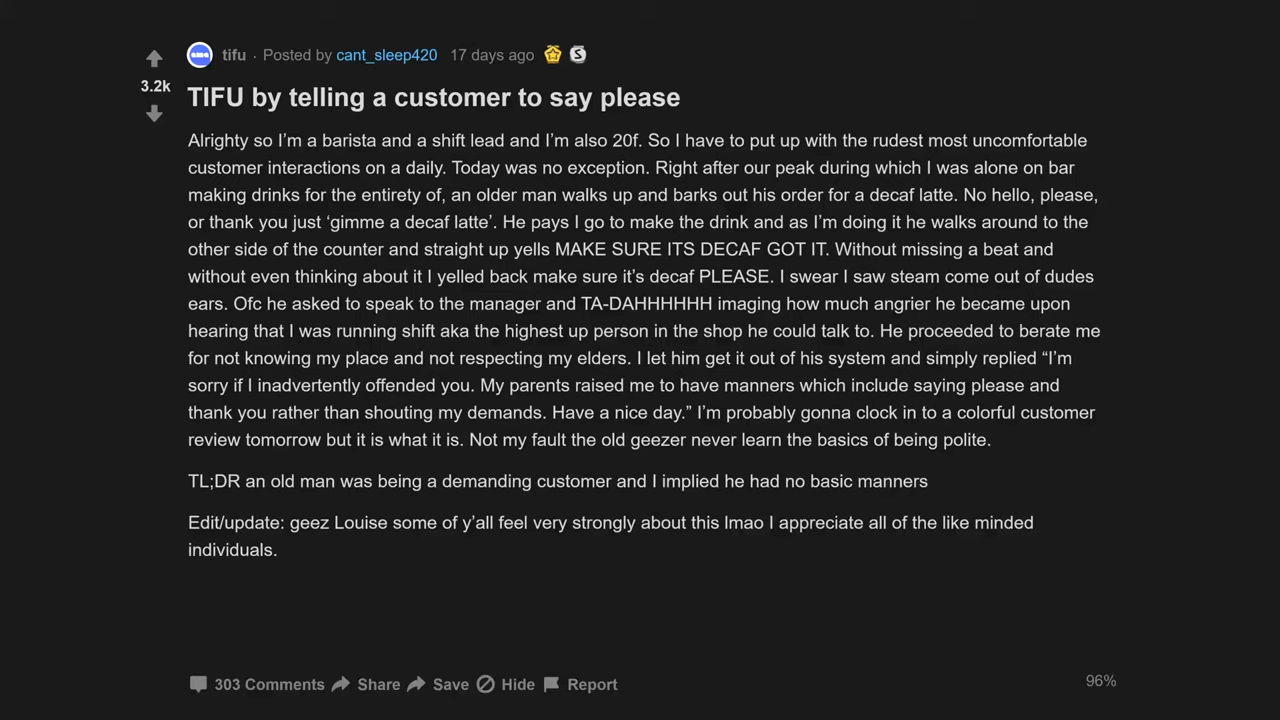 tifu · Posted by cant_sleep420 17 days ago
3.2k
TIFU by telling a customer to say please
Alrighty so I’m a barista and a shift lead and I’m also 20f. So I have to put up with the rudest most uncomfortable
customer interactions on a daily. Today was no exception. Right after our peak during which I was alone on bar
making drinks for the entirety of, an older man walks up and barks out his order for a decaf latte. No hello, please,
or thank you just ‘gimme a decaf latte’. He pays I go to make the drink and as I’m doing it he walks around to the
other side of the counter and straight up yells MAKE SURE ITS DECAF GOT IT. Without missing a beat and
without even thinking about it I yelled back make sure it’s decaf PLEASE. I swear I saw steam come out of dudes
ears. Ofc he asked to speak to the manager and TA-DAHHHHHH imaging how much angrier he became upon
hearing that I was running shift aka the highest up person in the shop he could talk to. He proceeded to berate me
for not knowing my place and not respecting my elders. I let him get it out of his system and simply replied “I’m
sorry if I inadvertently offended you. My parents raised me to have manners which include saying please and
thank you rather than shouting my demands. Have a nice day.” I’m probably gonna clock in to a colorful customer
review tomorrow but it is what it is. Not my fault the old geezer never learn the basics of being polite.
TL;DR an old man was being a demanding customer and I implied he had no basic manners
Edit/update: geez Louise some of y’all feel very strongly about this lmao I appreciate all of the like minded
individuals.
303 Comments Share Save Hide Report
96%